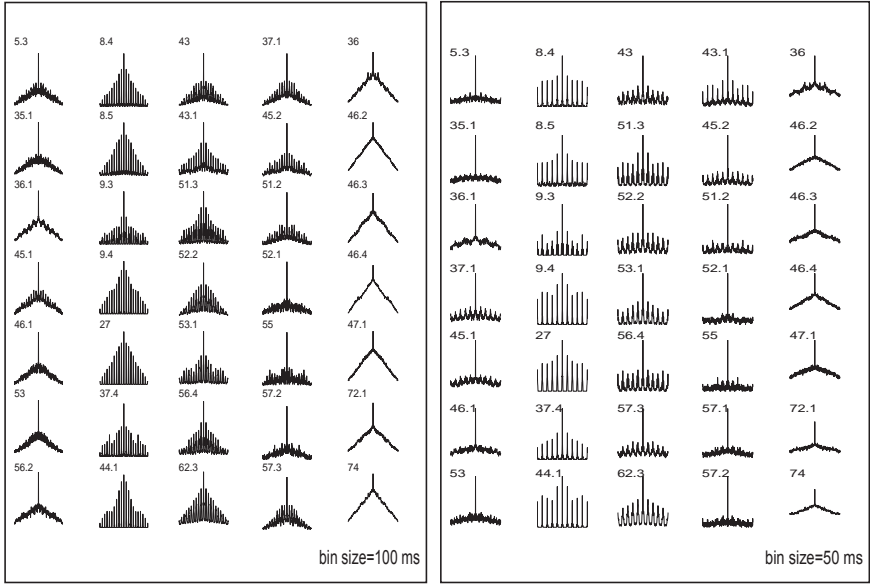 5.3 8.4 43 37.1 36
35.1 8.5 43.1 45.2 46.2
36.1 9.3 51.3 51.2 46.3
45.1 9.4 52.2 52.1 46.4
46.1 27 53.1 55 47.1
53 37.4 56.4 57.2 72.1
56.2 44.1 62.3 57.3 74
bin size=100 ms
5.3 8.4 43 43.1 36
35.1 8.5 51.3 45.2 46.2
36.1 9.3 52.2 51.2 46.3
37.1 9.4 53.1 52.1 46.4
45.1 27 56.4 55 47.1
46.1 37.4 57.3 57.1 72.1
53 44.1 62.3 57.2 74
bin size=50 ms